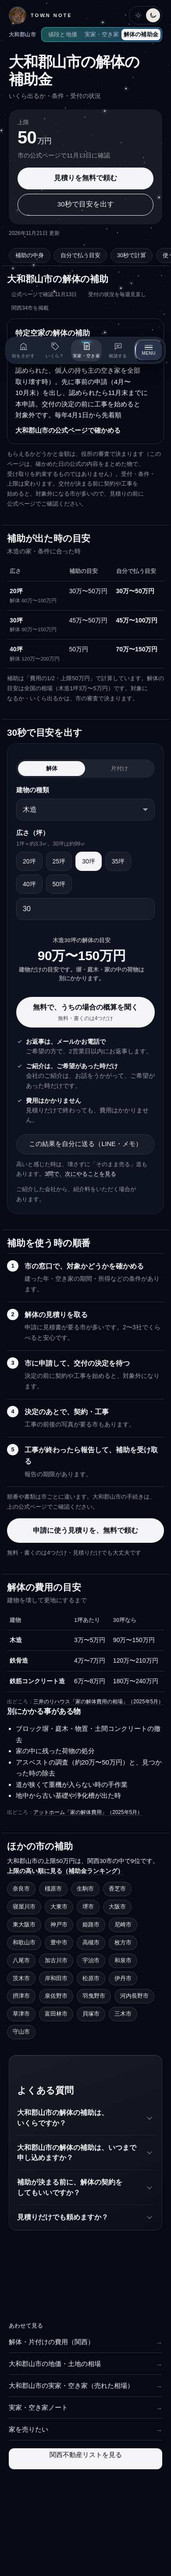 TOWN NOTE
大和郡山市
値段と地価
実家・空き家
解体の補助金
大和郡山市の解体の
補助金
いくら出るか・条件・受付の状況
上限
50万円
市の公式ページで11月13日に確認
見積りを無料で頼む
30秒で目安を出す
2026年11月21日 更新
補助の中身
自分で払う目安
30秒で計算
大和郡山市の解体の補助
公式ページで確認 11月13日
受付の状況を毎週見直し
関西34市を掲載
特定空家の解体の補助
街をさがす
いくら？
実家・空き家
相談する
MENU
認められた、個人の持ち主の空き家を全部
取り壊す時）。先に事前の申請（4月〜
10月末）を出し、認められたら11月末までに
本申請。交付の決定の前に工事を始めると
対象外です。毎年4月1日から先着順
大和郡山市の公式ページで確かめる
もらえるかどうかと金額は、役所の審査で決まります（この
ページは、確かめた日の公式の内容をまとめた物で、
受け取りを約束するものではありません）。受付・条件・
上限は変わります。交付が決まる前に契約や工事を
始めると、対象外になる市が多いので、見積りの前に
公式ページでご確認ください。
補助が出た時の目安
木造の家・条件に合った時
広さ
補助の目安
自分で払う目安
20坪
解体 60万〜100万円
30万〜50万円
30万〜50万円
30坪
解体 90万〜150万円
45万〜50万円
45万〜100万円
40坪
解体 120万〜200万円
50万円
70万〜150万円
補助は「費用の1/2・上限50万円」で計算しています。解体の
目安は全国の相場（木造1坪3万〜5万円）です。対象に
なるか・いくら出るかは、市の審査で決まります。
30秒で目安を出す
解体
片付け
建物の種類
木造
広さ（坪）
1坪＝約3.3㎡、30坪は約99㎡
20坪
25坪
30坪
35坪
40坪
50坪
30
木造30坪の解体の目安
90万〜150万円
建物だけの目安です。塀・庭木・家の中の荷物は
別にかかります。
無料で、うちの場合の概算を聞く
無料・書くのは4つだけ
お返事は、メールかお電話で
ご希望の方で、2営業日以内にお返事します。
ご紹介は、ご希望があった時だけ
会社のご紹介は、お話をうかがって、ご希望が
あった時だけです。
費用はかかりません
見積りだけで終わっても、費用はかかりませ
ん。
この結果を自分に送る（LINE・メモ）
高いと感じた時は、壊さずに「そのまま売る」道も
あります。3問で、次にやることを見る
ご紹介した会社から、紹介料をいただく場合が
あります。
補助を使う時の順番
1
市の窓口で、対象かどうかを確かめる
建った年・空き家の期間・所得などの条件があり
ます。
2
解体の見積りを取る
申請に見積書が要る市が多いです。2〜3社でくら
べると安心です。
3
市に申請して、交付の決定を待つ
決定の前に契約や工事を始めると、対象外になり
ます。
4
決定のあとで、契約・工事
工事の前後の写真が要る市もあります。
5
工事が終わったら報告して、補助を受け取
る
報告の期限があります。
順番や書類は市ごとに違います。大和郡山市の手続きは、
上の公式ページでご確認ください。
申請に使う見積りを、無料で頼む
無料・書くのは4つだけ・見積りだけでも大丈夫です
解体の費用の目安
建物を壊して更地にするまで
建物
1坪あたり
30坪なら
木造
3万〜5万円
90万〜150万円
鉄骨造
4万〜7万円
120万〜210万円
鉄筋コンクリート造
6万〜8万円
180万〜240万円
出どころ：三井のリハウス「家の解体費用の相場」（2025年5月）
別にかかる事がある物
ブロック塀・庭木・物置・土間コンクリートの撤
去
家の中に残った荷物の処分
アスベストの調査（約20万〜50万円）と、見つか
った時の除去
道が狭くて重機が入らない時の手作業
地中から古い基礎や浄化槽が出た時
出どころ：アットホーム「家の解体費用」（2025年5月）
ほかの市の補助
大和郡山市の上限50万円は、関西30市の中で9位です。
上限の高い順に見る（補助金ランキング）
奈良市
橿原市
生駒市
香芝市
寝屋川市
大東市
堺市
大阪市
東大阪市
神戸市
姫路市
尼崎市
和歌山市
豊中市
高槻市
枚方市
八尾市
加古川市
宇治市
和泉市
茨木市
岸和田市
松原市
伊丹市
摂津市
泉佐野市
羽曳野市
河内長野市
草津市
富田林市
貝塚市
三木市
守山市
よくある質問
大和郡山市の解体の補助は、
いくらですか？
大和郡山市の解体の補助は、いつまで
申し込めますか？
補助が決まる前に、解体の契約を
してもいいですか？
見積りだけでも頼めますか？
あわせて見る
解体・片付けの費用（関西）
→
大和郡山市の地価・土地の相場
→
大和郡山市の実家・空き家（売れた相場）
→
実家・空き家ノート
→
家を売りたい
→
関西不動産リストを見る